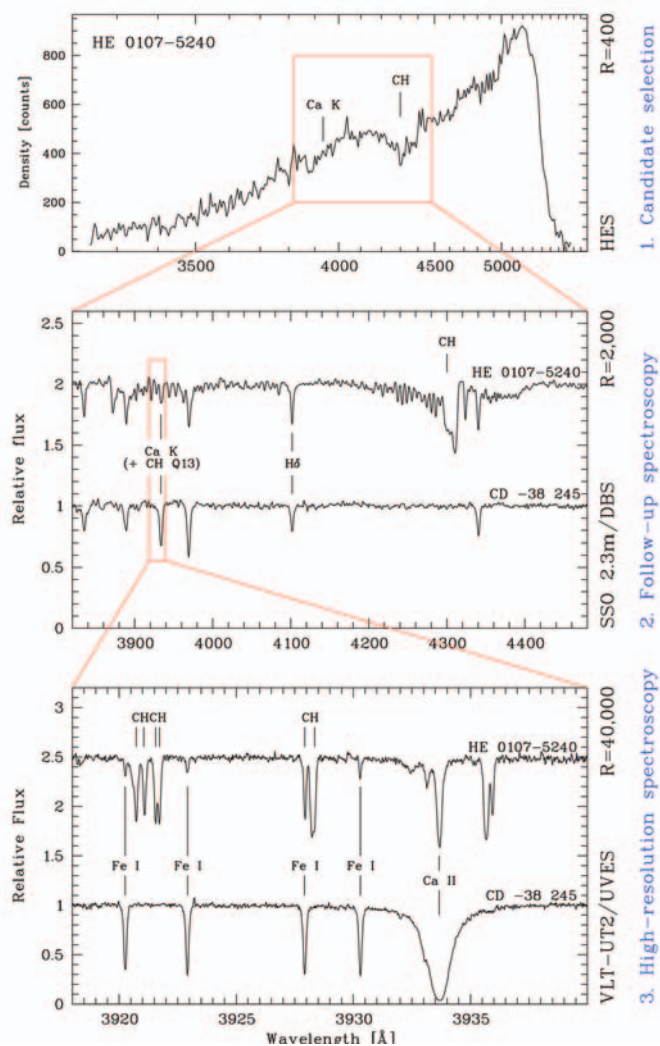 HE 0107-5240
Ca K
CH
Density [counts]
800
600
400
200
0
3500
4000
4500
5000
HES
R=400
1. Candidate selection
CH
HE 0107-5240
Ca K
(+ CH Q13)
Hδ
CD -38 245
Relative flux
2.5
2
1.5
1
0.5
0
3900
4000
4100
4200
4300
4400
SSO 2.3m/DBS
R=2,000
2. Follow-up spectroscopy
CH CH
CH
HE 0107-5240
Fe I
Fe I
Fe I
Fe I
Ca II
CD -38 245
Relative Flux
3
2.5
2
1.5
1
0.5
0
3920
3925
3930
3935
Wavelength [Å]
VLT-UT2/UVES
R=40,000
3. High-resolution spectroscopy